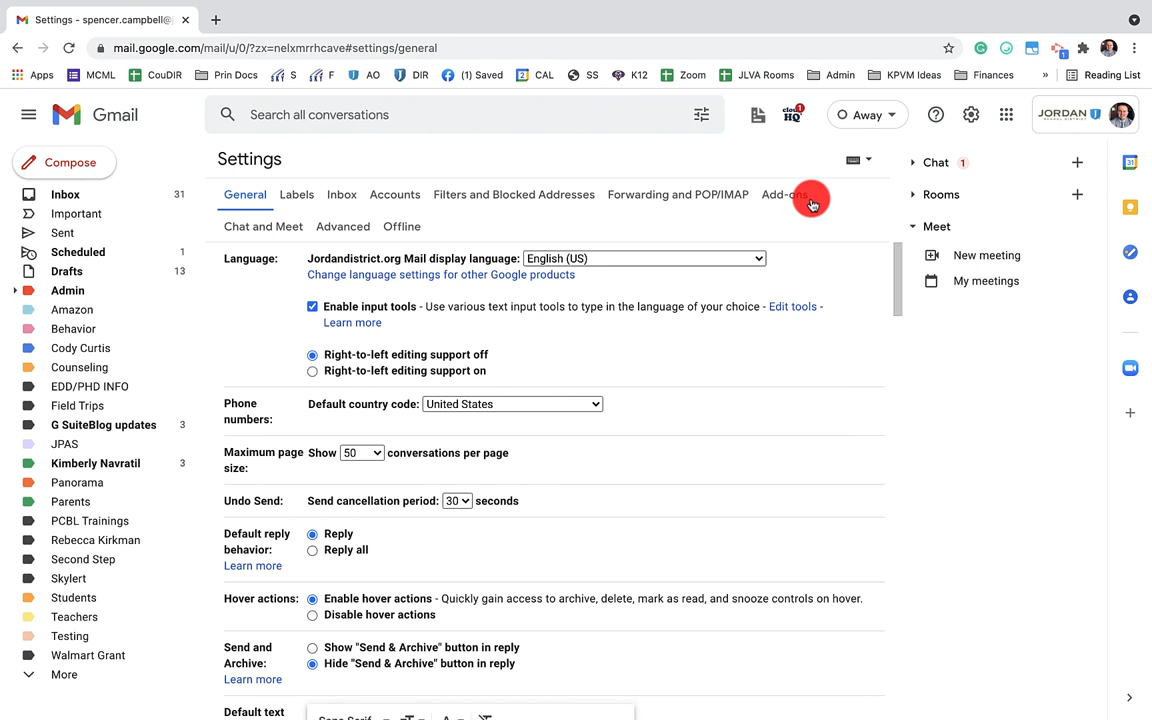 Settings - spencer.campbell@
mail.google.com/mail/u/0/?zx=nelxmrrhcave#settings/general
Apps MCML CouDIR Prin Docs S F AO DIR (1) Saved CAL SS K12 Zoom JLVA Rooms Admin KPVM Ideas Finances » Reading List
Gmail
Search all conversations
cloud HQ 1
Away
JORDAN
Compose
Inbox 31
Important
Sent
Scheduled 1
Drafts 13
Admin
Amazon
Behavior
Cody Curtis
Counseling
EDD/PHD INFO
Field Trips
G SuiteBlog updates 3
JPAS
Kimberly Navratil 3
Panorama
Parents
PCBL Trainings
Rebecca Kirkman
Second Step
Skylert
Students
Teachers
Testing
Walmart Grant
More
Settings
General Labels Inbox Accounts Filters and Blocked Addresses Forwarding and POP/IMAP Add-ons
Chat and Meet Advanced Offline
Language: Jordandistrict.org Mail display language: English (US)
Change language settings for other Google products
Enable input tools - Use various text input tools to type in the language of your choice - Edit tools -
Learn more
Right-to-left editing support off
Right-to-left editing support on
Phone numbers: Default country code: United States
Maximum page size: Show 50 conversations per page
Undo Send: Send cancellation period: 30 seconds
Default reply behavior: Reply
Reply all
Learn more
Hover actions: Enable hover actions - Quickly gain access to archive, delete, mark as read, and snooze controls on hover.
Disable hover actions
Send and Archive: Show "Send & Archive" button in reply
Hide "Send & Archive" button in reply
Learn more
Default text
Sans Serif
Chat 1
Rooms
Meet
New meeting
My meetings